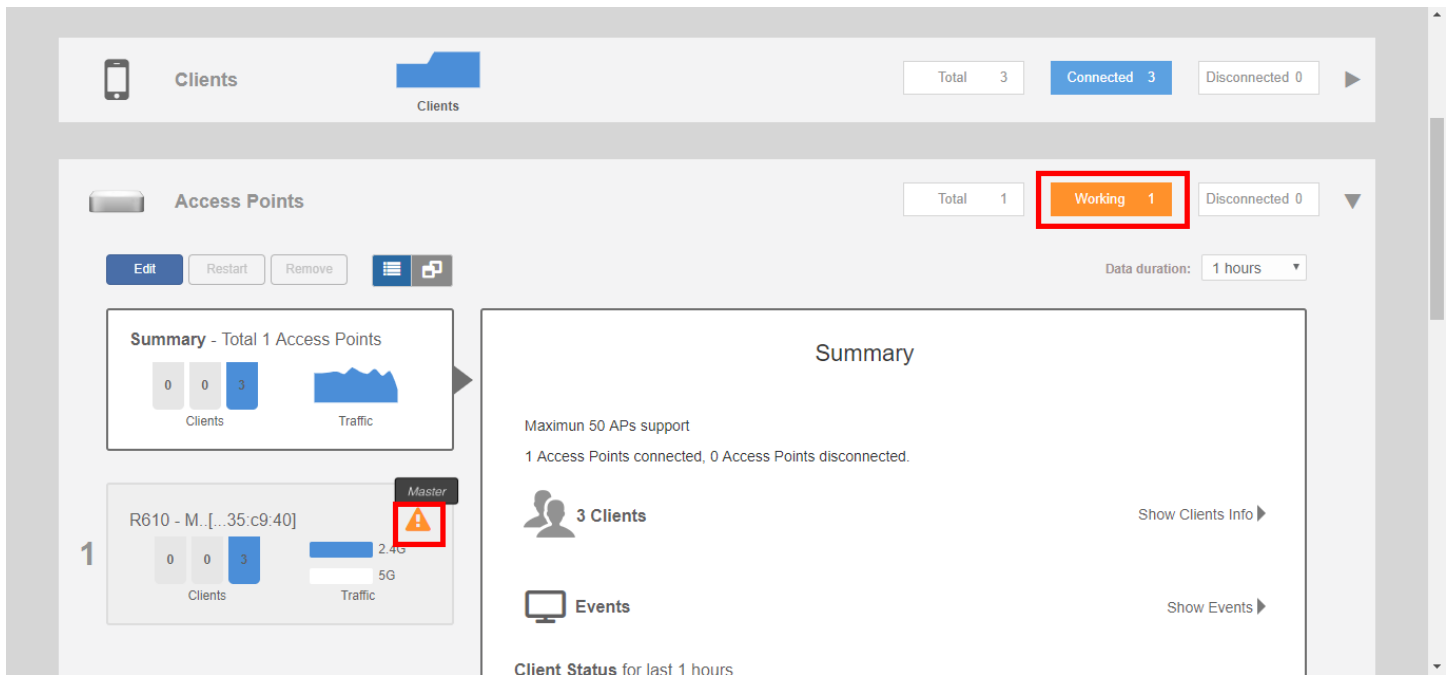 Clients
Clients
Total 3
Connected 3
Disconnected 0
Access Points
Total 1
Working 1
Disconnected 0
Edit
Restart
Remove
Data duration: 1 hours
Summary - Total 1 Access Points
0 0 3
Clients
Traffic
Summary
Maximun 50 APs support
1 Access Points connected, 0 Access Points disconnected.
Master
R610 - M..[...35:c9:40]
1
0 0 3
2.4G
5G
Clients
Traffic
3 Clients
Show Clients Info
Events
Show Events
Client Status for last 1 hours